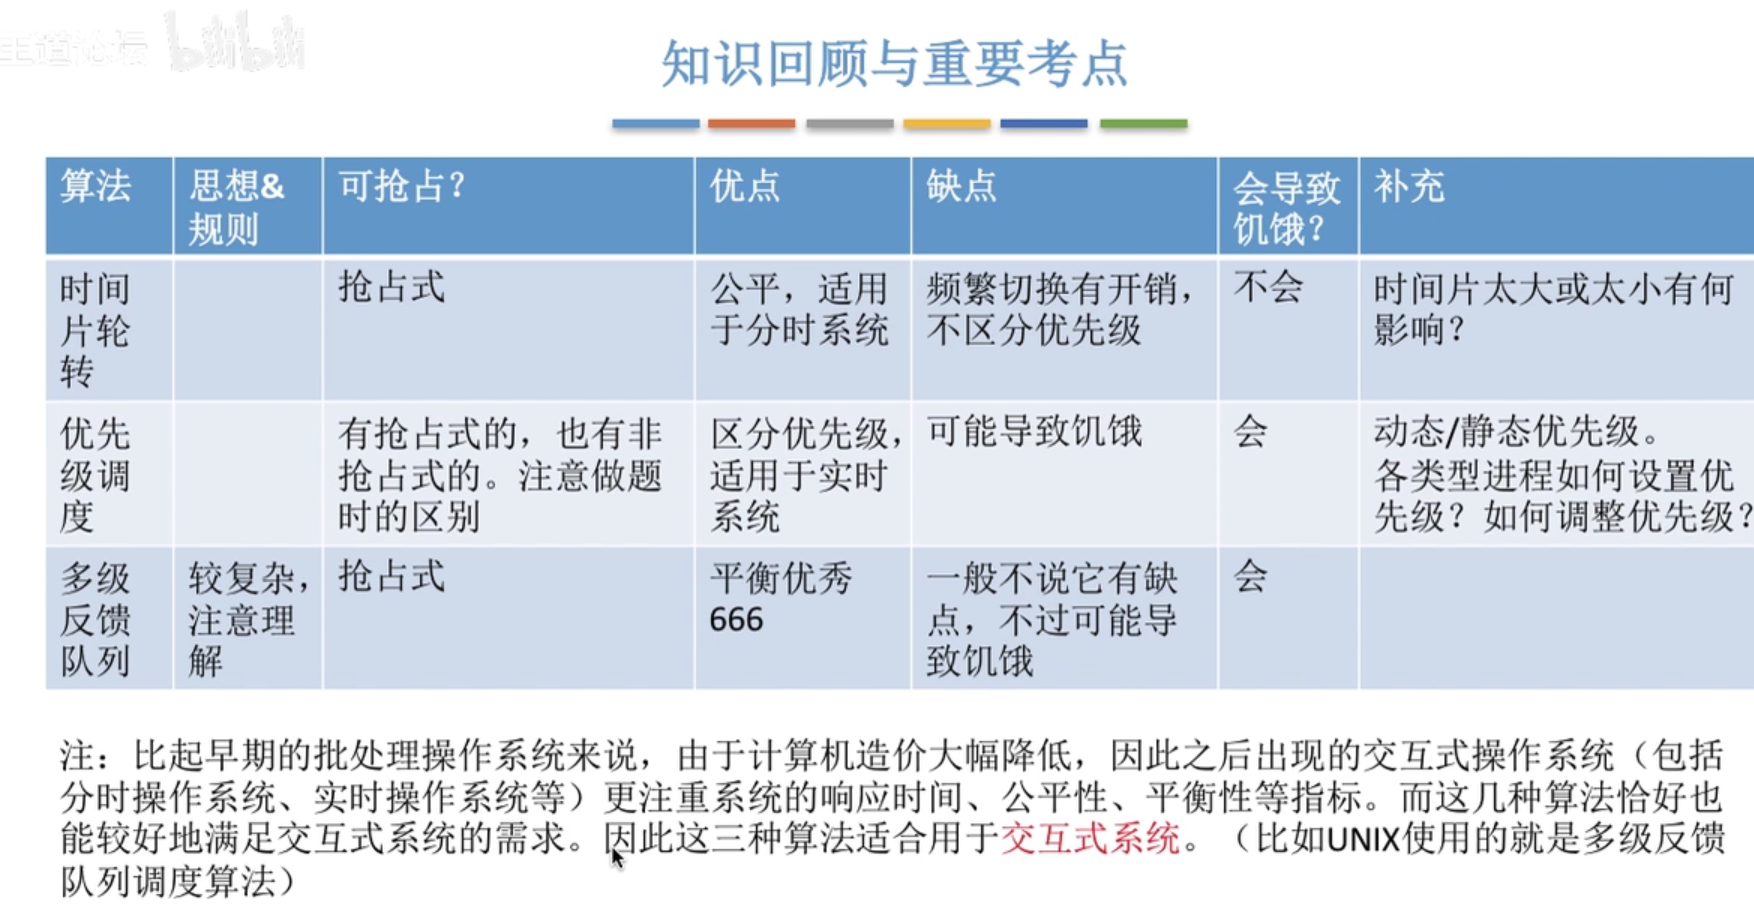 王道论坛 bilibili
知识回顾与重要考点
算法
思想&
规则
可抢占？
优点
缺点
会导致
饥饿？
补充
时间
片轮
转
抢占式
公平，适用
于分时系统
频繁切换有开销，
不区分优先级
不会
时间片太大或太小有何
影响？
优先
级调
度
有抢占式的，也有非
抢占式的。注意做题
时的区别
区分优先级，
适用于实时
系统
可能导致饥饿
会
动态/静态优先级。
各类型进程如何设置优
先级？如何调整优先级？
多级
反馈
队列
较复杂，
注意理
解
抢占式
平衡优秀
666
一般不说它有缺
点，不过可能导
致饥饿
会
注：比起早期的批处理操作系统来说，由于计算机造价大幅降低，因此之后出现的交互式操作系统（包括
分时操作系统、实时操作系统等）更注重系统的响应时间、公平性、平衡性等指标。而这几种算法恰好也
能较好地满足交互式系统的需求。因此这三种算法适合用于交互式系统。（比如UNIX使用的就是多级反馈
队列调度算法）